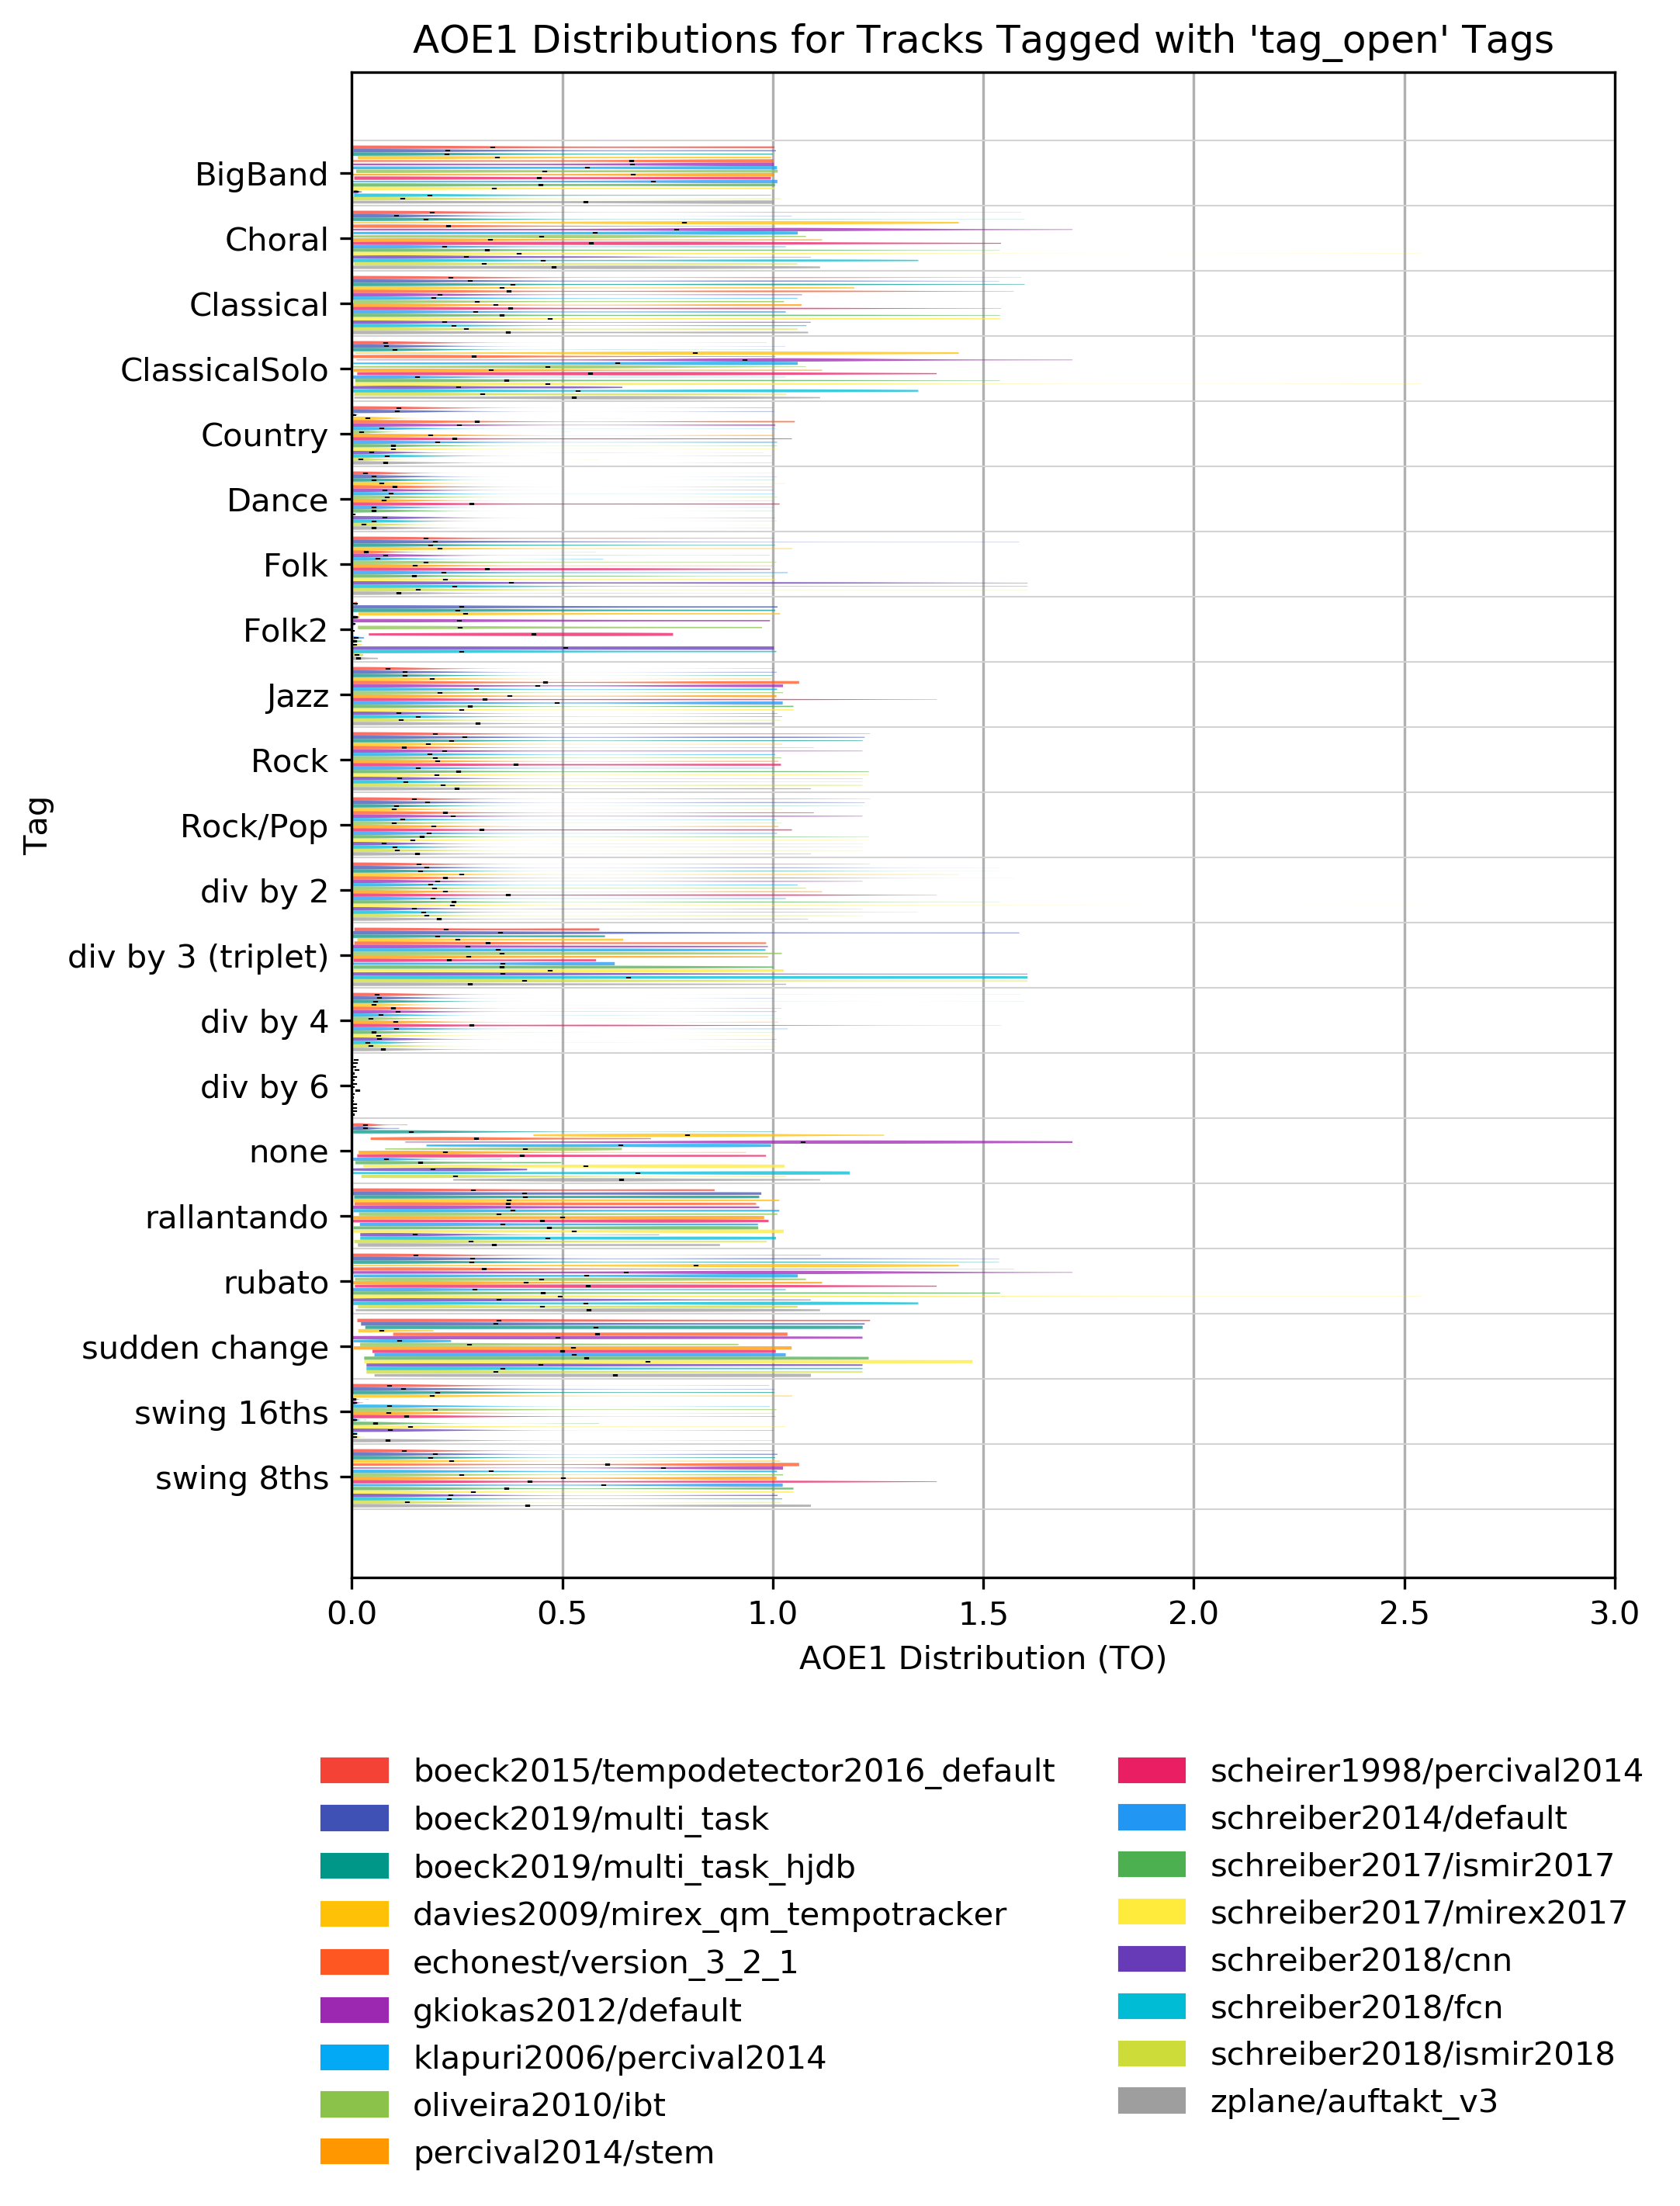 AOE1 Distributions for Tracks Tagged with 'tag_open' Tags
BigBand
Choral
Classical
ClassicalSolo
Country
Dance
Folk
Folk2
Jazz
Rock
Rock/Pop
div by 2
div by 3 (triplet)
div by 4
div by 6
none
rallantando
rubato
sudden change
swing 16ths
swing 8ths
Tag
0.0 0.5 1.0 1.5 2.0 2.5 3.0
AOE1 Distribution (TO)
boeck2015/tempodetector2016_default
boeck2019/multi_task
boeck2019/multi_task_hjdb
davies2009/mirex_qm_tempotracker
echonest/version_3_2_1
gkiokas2012/default
klapuri2006/percival2014
oliveira2010/ibt
percival2014/stem
scheirer1998/percival2014
schreiber2014/default
schreiber2017/ismir2017
schreiber2017/mirex2017
schreiber2018/cnn
schreiber2018/fcn
schreiber2018/ismir2018
zplane/auftakt_v3